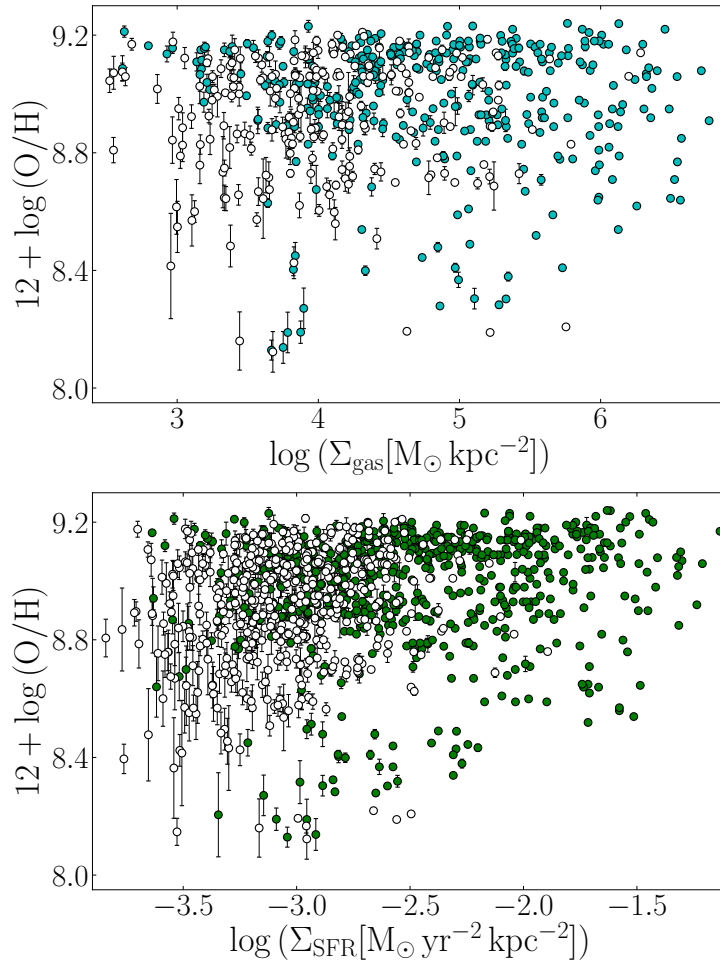 9.2
8.8
8.4
8.0
12 + log (O/H)
3 4 5 6
log (Σgas[M⊙ kpc⁻²])
9.2
8.8
8.4
8.0
12 + log (O/H)
−3.5 −3.0 −2.5 −2.0 −1.5
log (ΣSFR[M⊙ yr⁻² kpc⁻²])